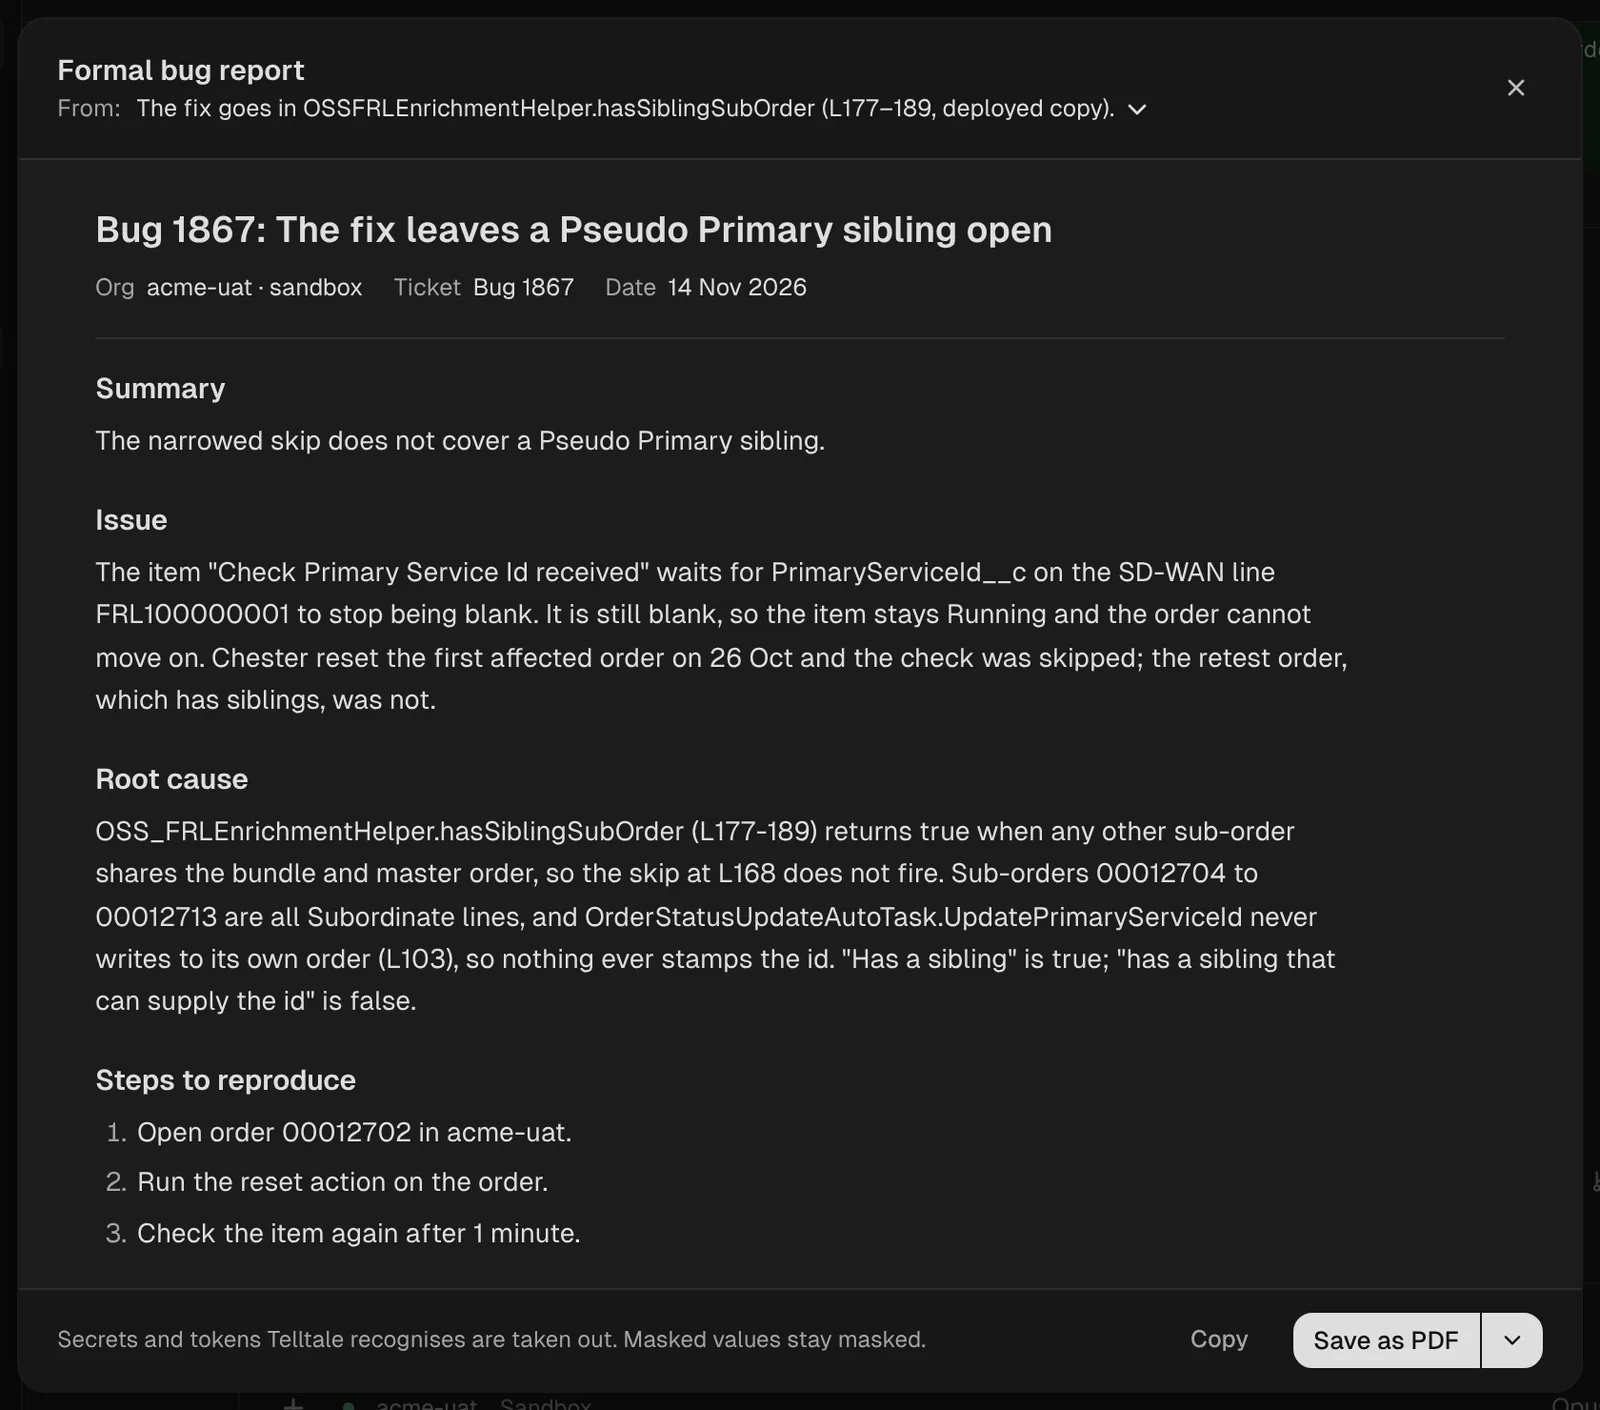 Formal bug report
From: The fix goes in OSSFRLEnrichmentHelper.hasSiblingSubOrder (L177–189, deployed copy).
Bug 1867: The fix leaves a Pseudo Primary sibling open
Org acme-uat · sandbox Ticket Bug 1867 Date 14 Nov 2026
Summary
The narrowed skip does not cover a Pseudo Primary sibling.
Issue
The item "Check Primary Service Id received" waits for PrimaryServiceId__c on the SD-WAN line
FRL100000001 to stop being blank. It is still blank, so the item stays Running and the order cannot
move on. Chester reset the first affected order on 26 Oct and the check was skipped; the retest order,
which has siblings, was not.
Root cause
OSS_FRLEnrichmentHelper.hasSiblingSubOrder (L177-189) returns true when any other sub-order
shares the bundle and master order, so the skip at L168 does not fire. Sub-orders 00012704 to
00012713 are all Subordinate lines, and OrderStatusUpdateAutoTask.UpdatePrimaryServiceId never
writes to its own order (L103), so nothing ever stamps the id. "Has a sibling" is true; "has a sibling that
can supply the id" is false.
Steps to reproduce
1. Open order 00012702 in acme-uat.
2. Run the reset action on the order.
3. Check the item again after 1 minute.
Secrets and tokens Telltale recognises are taken out. Masked values stay masked.
Copy
Save as PDF
acme-uat Sandbox